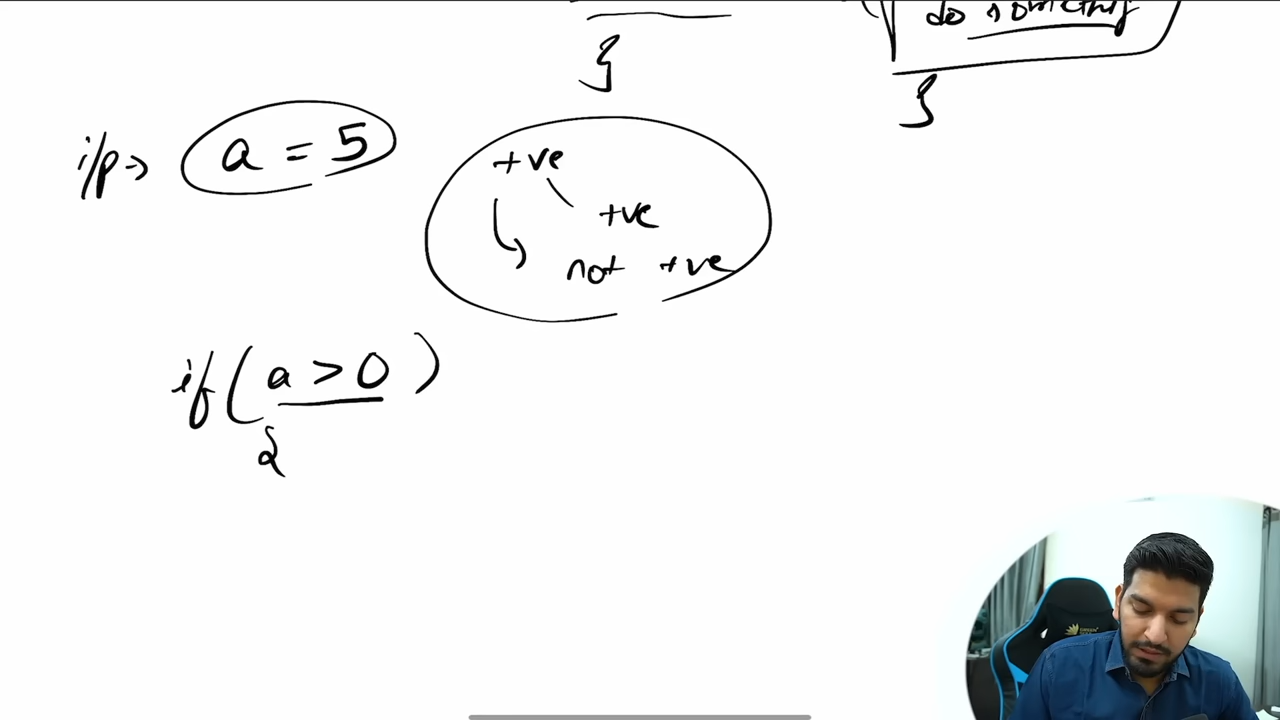 do something
}
}
i/p → a = 5
+ve
+ve
not +ve
if ( a > 0 )
{